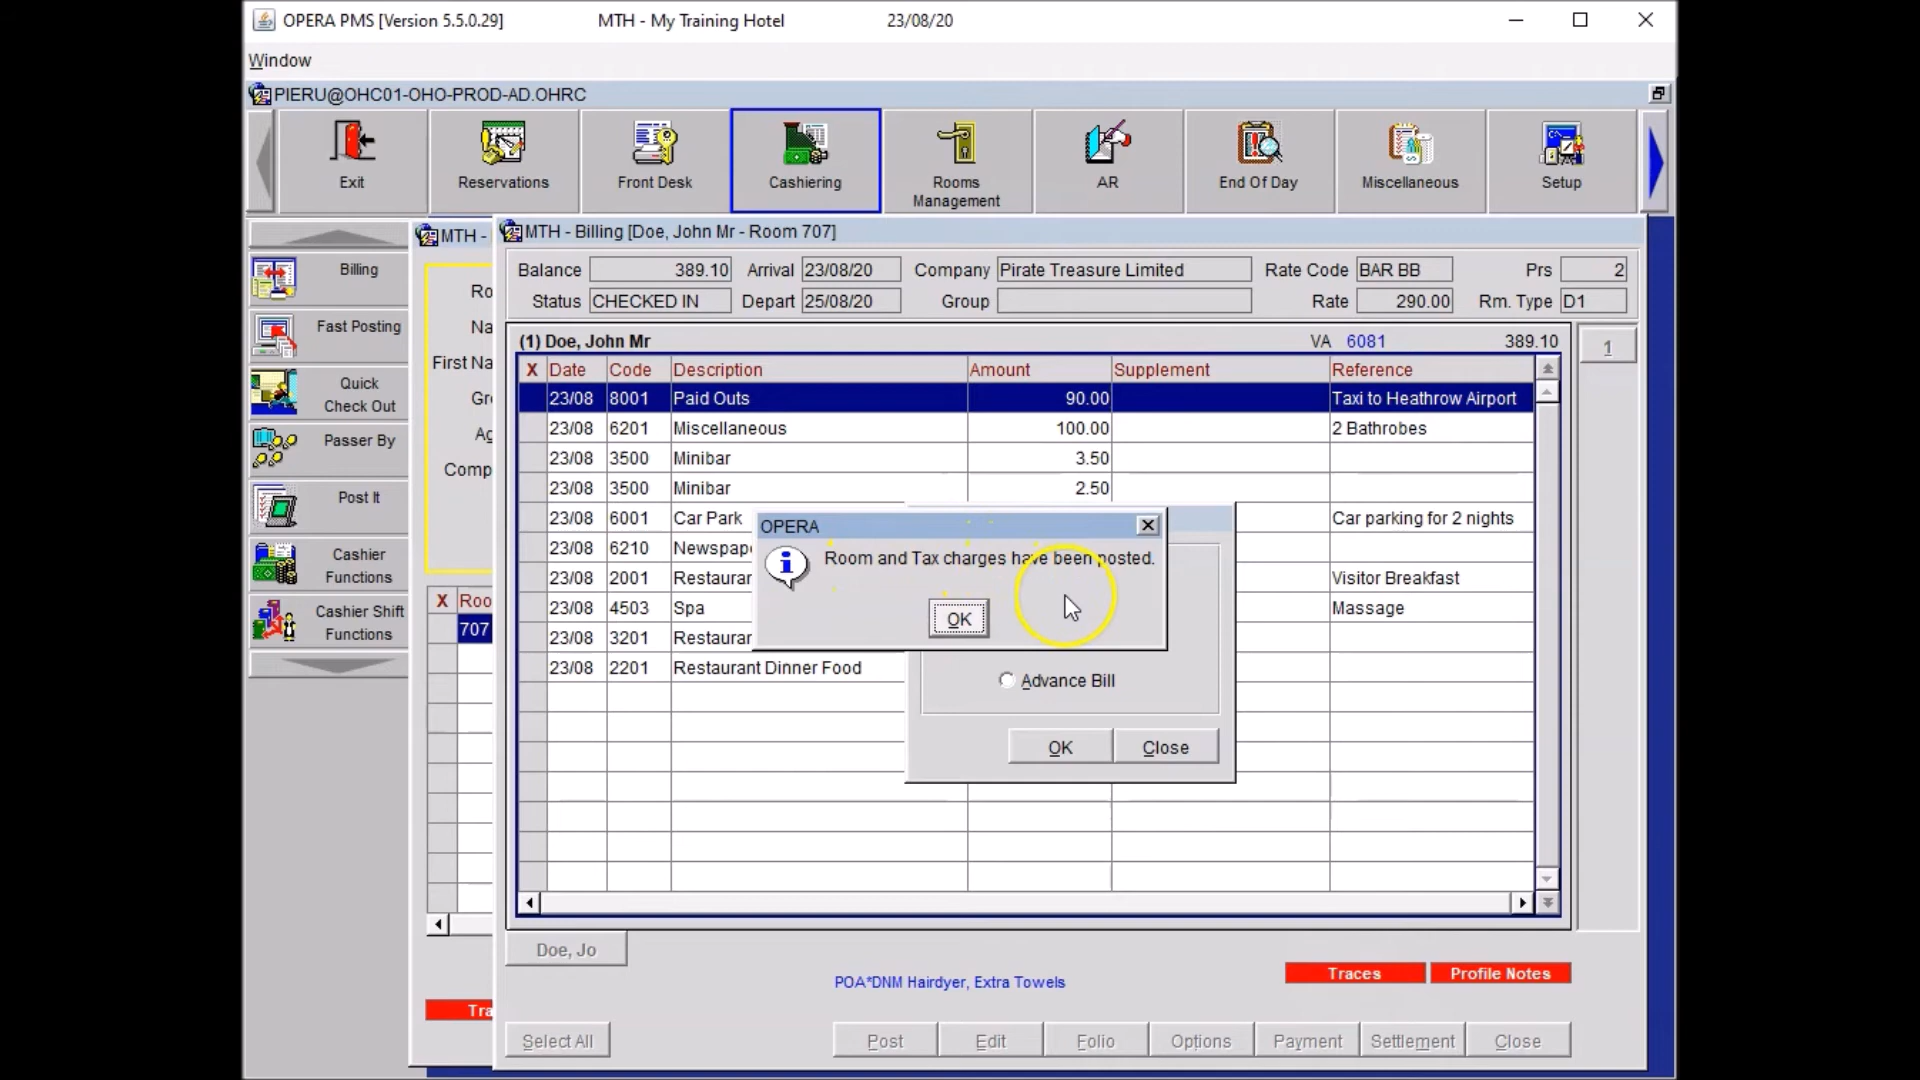 OPERA PMS [Version 5.5.0.29] MTH - My Training Hotel 23/08/20
Window
PIERU@OHC01-OHO-PROD-AD.OHRC
Exit Reservations Front Desk Cashiering Rooms Management AR End Of Day Miscellaneous Setup
Billing
Fast Posting
Quick
Check Out
Passer By
Post It
Cashier
Functions
Cashier Shift
Functions
MTH -
Ro
Na
First Na
Gr
Ag
Comp
X Roo
707
Tra
MTH - Billing [Doe, John Mr - Room 707]
Balance 389.10 Arrival 23/08/20 Company Pirate Treasure Limited Rate Code BAR BB Prs 2
Status CHECKED IN Depart 25/08/20 Group Rate 290.00 Rm. Type D1
(1) Doe, John Mr VA 6081 389.10 1
X Date Code Description Amount Supplement Reference
23/08 8001 Paid Outs 90.00 Taxi to Heathrow Airport
23/08 6201 Miscellaneous 100.00 2 Bathrobes
23/08 3500 Minibar 3.50
23/08 3500 Minibar 2.50
23/08 6001 Car Park Car parking for 2 nights
23/08 6210 Newspape
23/08 2001 Restaurar Visitor Breakfast
23/08 4503 Spa Massage
23/08 3201 Restaurar
23/08 2201 Restaurant Dinner Food
OPERA
Room and Tax charges have been posted.
OK
Advance Bill
OK Close
Doe, Jo
POA*DNM Hairdyer, Extra Towels Traces Profile Notes
Select All Post Edit Folio Options Payment Settlement Close